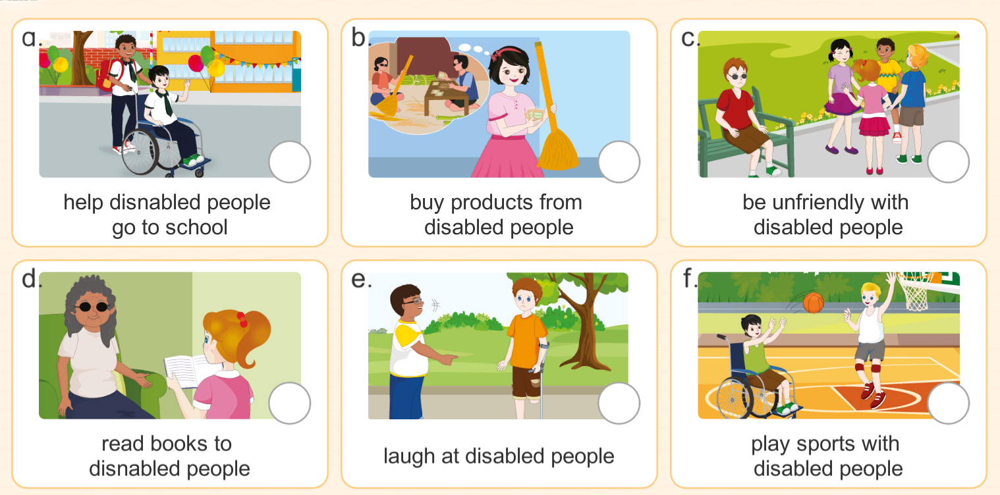 a.
help disnabled people
go to school
b.
buy products from
disabled people
c.
be unfriendly with
disabled people
d.
read books to
disnabled people
e.
laugh at disabled people
f.
play sports with
disabled people